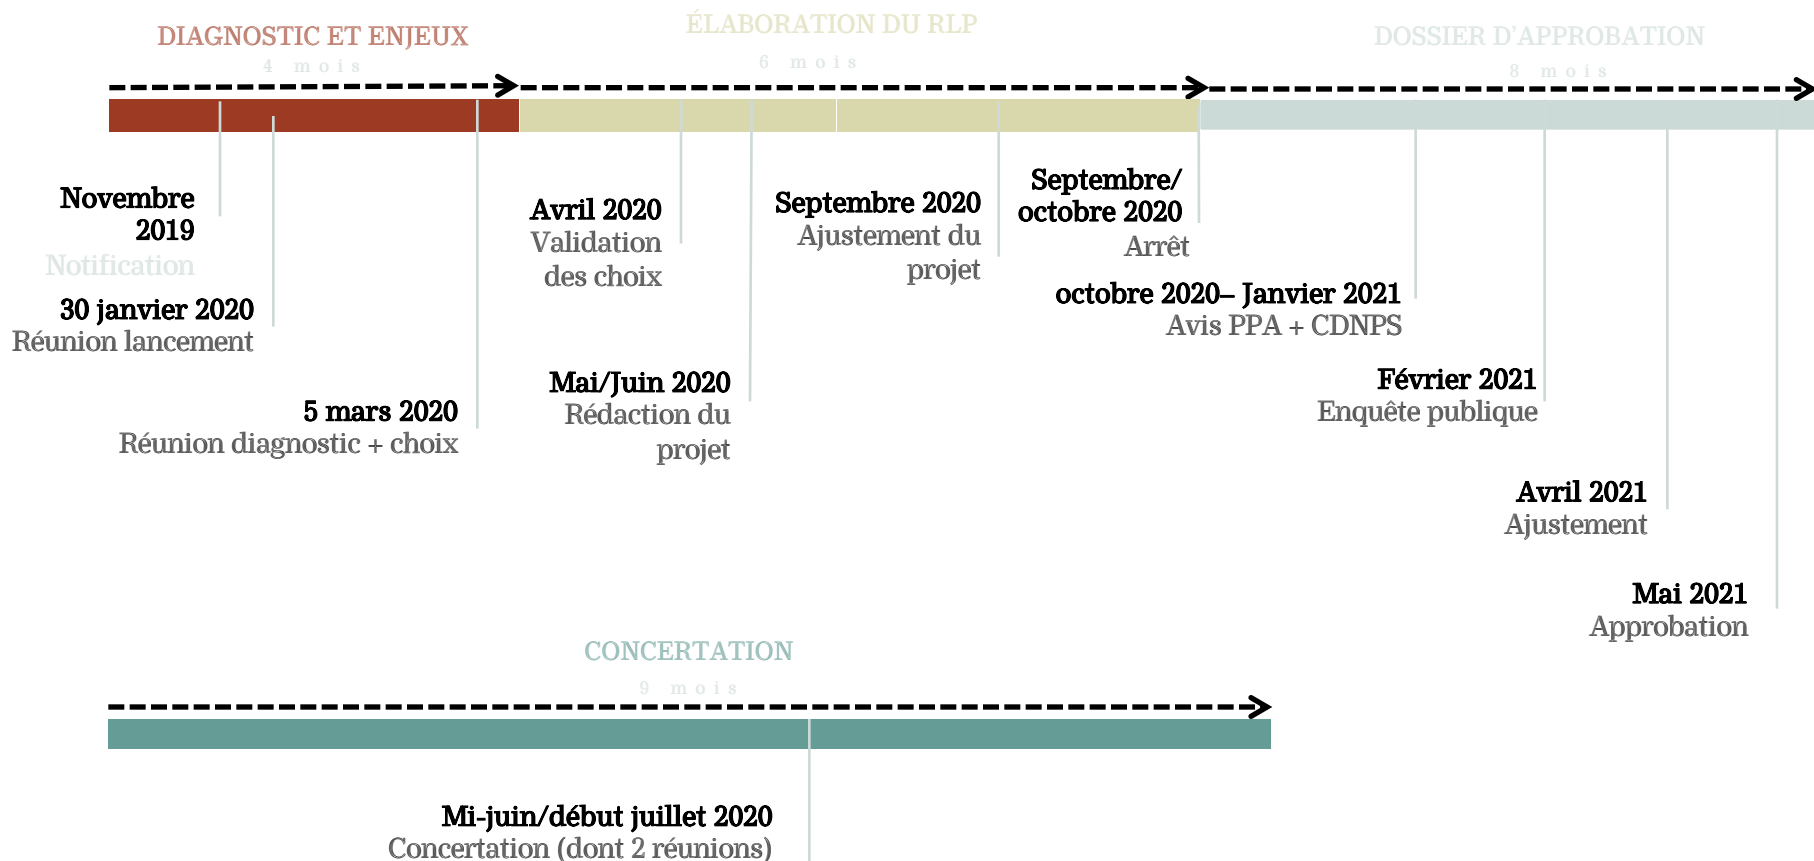 DIAGNOSTIC ET ENJEUX
4 mois
ÉLABORATION DU RLP
6 mois
DOSSIER D'APPROBATION
8 mois
Novembre
2019
Notification
30 janvier 2020
Réunion lancement
5 mars 2020
Réunion diagnostic + choix
Avril 2020
Validation
des choix
Mai/Juin 2020
Rédaction du
projet
Septembre 2020
Ajustement du
projet
Septembre/
octobre 2020
Arrêt
octobre 2020– Janvier 2021
Avis PPA + CDNPS
Février 2021
Enquête publique
Avril 2021
Ajustement
Mai 2021
Approbation
CONCERTATION
9 mois
Mi-juin/début juillet 2020
Concertation (dont 2 réunions)